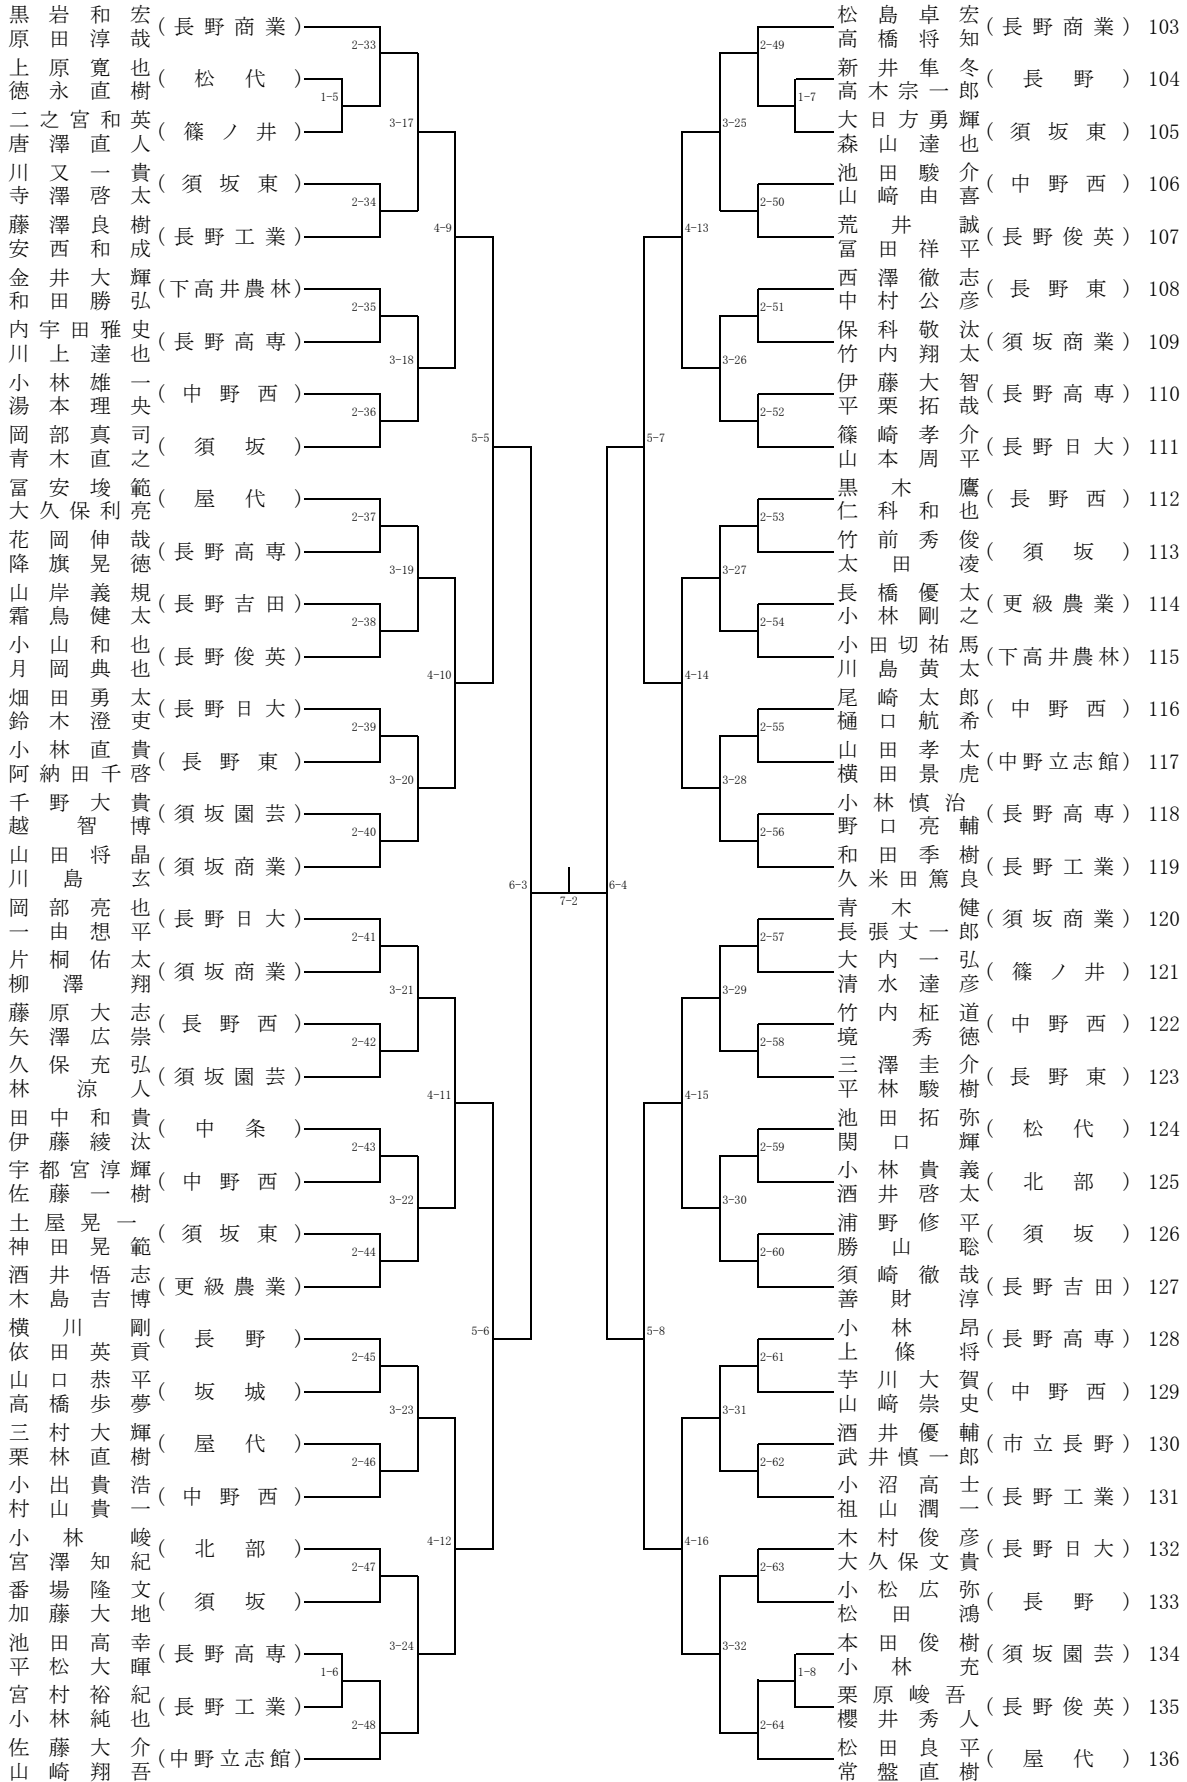 黒岩和宏
原田淳哉 (長野商業)
上原寛也
徳永直樹 (松代)
二之宮和英
唐澤直人 (篠ノ井)
川又一貴
寺澤啓太 (須坂東)
藤澤良樹
安西和成 (長野工業)
金井大輝
和田勝弘 (下高井農林)
内宇田雅史
川上達也 (長野高専)
小林雄一
湯本理央 (中野西)
岡部真司
青木直之 (須坂)
冨安埈範
大久保利亮 (屋代)
花岡伸哉
降旗晃徳 (長野高専)
山岸義規
霜鳥健太 (長野吉田)
小山和也
月岡典也 (長野俊英)
畑田勇太
鈴木澄吏 (長野日大)
小林直貴
阿納田千啓 (長野東)
千野大貴
越智博 (須坂園芸)
山田将晶
川島玄 (須坂商業)
岡部亮也
一由想平 (長野日大)
片桐佑太
柳澤翔 (須坂商業)
藤原大志
矢澤広崇 (長野西)
久保充弘
林涼人 (須坂園芸)
田中和貴
伊藤綾汰 (中条)
宇都宮淳輝
佐藤一樹 (中野西)
土屋晃一
神田晃範 (須坂東)
酒井悟志
木島吉博 (更級農業)
横川剛
依田英貢 (長野)
山口恭平
高橋歩夢 (坂城)
三村大輝
栗林直樹 (屋代)
小出貴浩
村山貴一 (中野西)
小林峻
宮澤知紀 (北部)
番場隆文
加藤大地 (須坂)
池田高幸
平松大暉 (長野高専)
宮村裕紀
小林純也 (長野工業)
佐藤大介
山崎翔吾 (中野立志館)
2-33
1-5
3-17
2-34
4-9
2-35
3-18
2-36
5-5
2-37
3-19
2-38
4-10
2-39
3-20
2-40
6-3
2-41
3-21
2-42
4-11
2-43
3-22
2-44
5-6
2-45
3-23
2-46
4-12
2-47
3-24
1-6
2-48
7-2
2-49
1-7
3-25
2-50
4-13
2-51
3-26
2-52
5-7
2-53
3-27
2-54
4-14
2-55
3-28
2-56
6-4
2-57
3-29
2-58
4-15
2-59
3-30
2-60
5-8
2-61
3-31
2-62
4-16
2-63
3-32
1-8
2-64
松島卓宏
高橋将知 (長野商業) 103
新井隼冬
高木宗一郎 (長野) 104
大日方勇輝
森山達也 (須坂東) 105
池田駿介
山﨑由喜 (中野西) 106
荒井誠
冨田祥平 (長野俊英) 107
西澤徹志
中村公彦 (長野東) 108
保科敬汰
竹内翔太 (須坂商業) 109
伊藤大智
平栗拓哉 (長野高専) 110
篠崎孝介
山本周平 (長野日大) 111
黒木鷹
仁科和也 (長野西) 112
竹前秀俊
太田凌 (須坂) 113
長橋優太
小林剛之 (更級農業) 114
小田切祐馬
川島黄太 (下高井農林) 115
尾崎太郎
樋口航希 (中野西) 116
山田孝太
横田景虎 (中野立志館) 117
小林慎治
野口亮輔 (長野高専) 118
和田季樹
久米田篤良 (長野工業) 119
青木健
長張丈一郎 (須坂商業) 120
大内一弘
清水達彦 (篠ノ井) 121
竹内柾道
境秀徳 (中野西) 122
三澤圭介
平林駿樹 (長野東) 123
池田拓弥
関口輝 (松代) 124
小林貴義
酒井啓太 (北部) 125
浦野修平
勝山聡 (須坂) 126
須崎徹哉
善財淳 (長野吉田) 127
小林昂
上條将 (長野高専) 128
芋川大賀
山﨑崇史 (中野西) 129
酒井優輔
武井慎一郎 (市立長野) 130
小沼高士
祖山潤一 (長野工業) 131
木村俊彦
大久保文貴 (長野日大) 132
小松広弥
松田鴻 (長野) 133
本田俊樹
小林充 (須坂園芸) 134
栗原峻吾
櫻井秀人 (長野俊英) 135
松田良平
常盤直樹 (屋代) 136